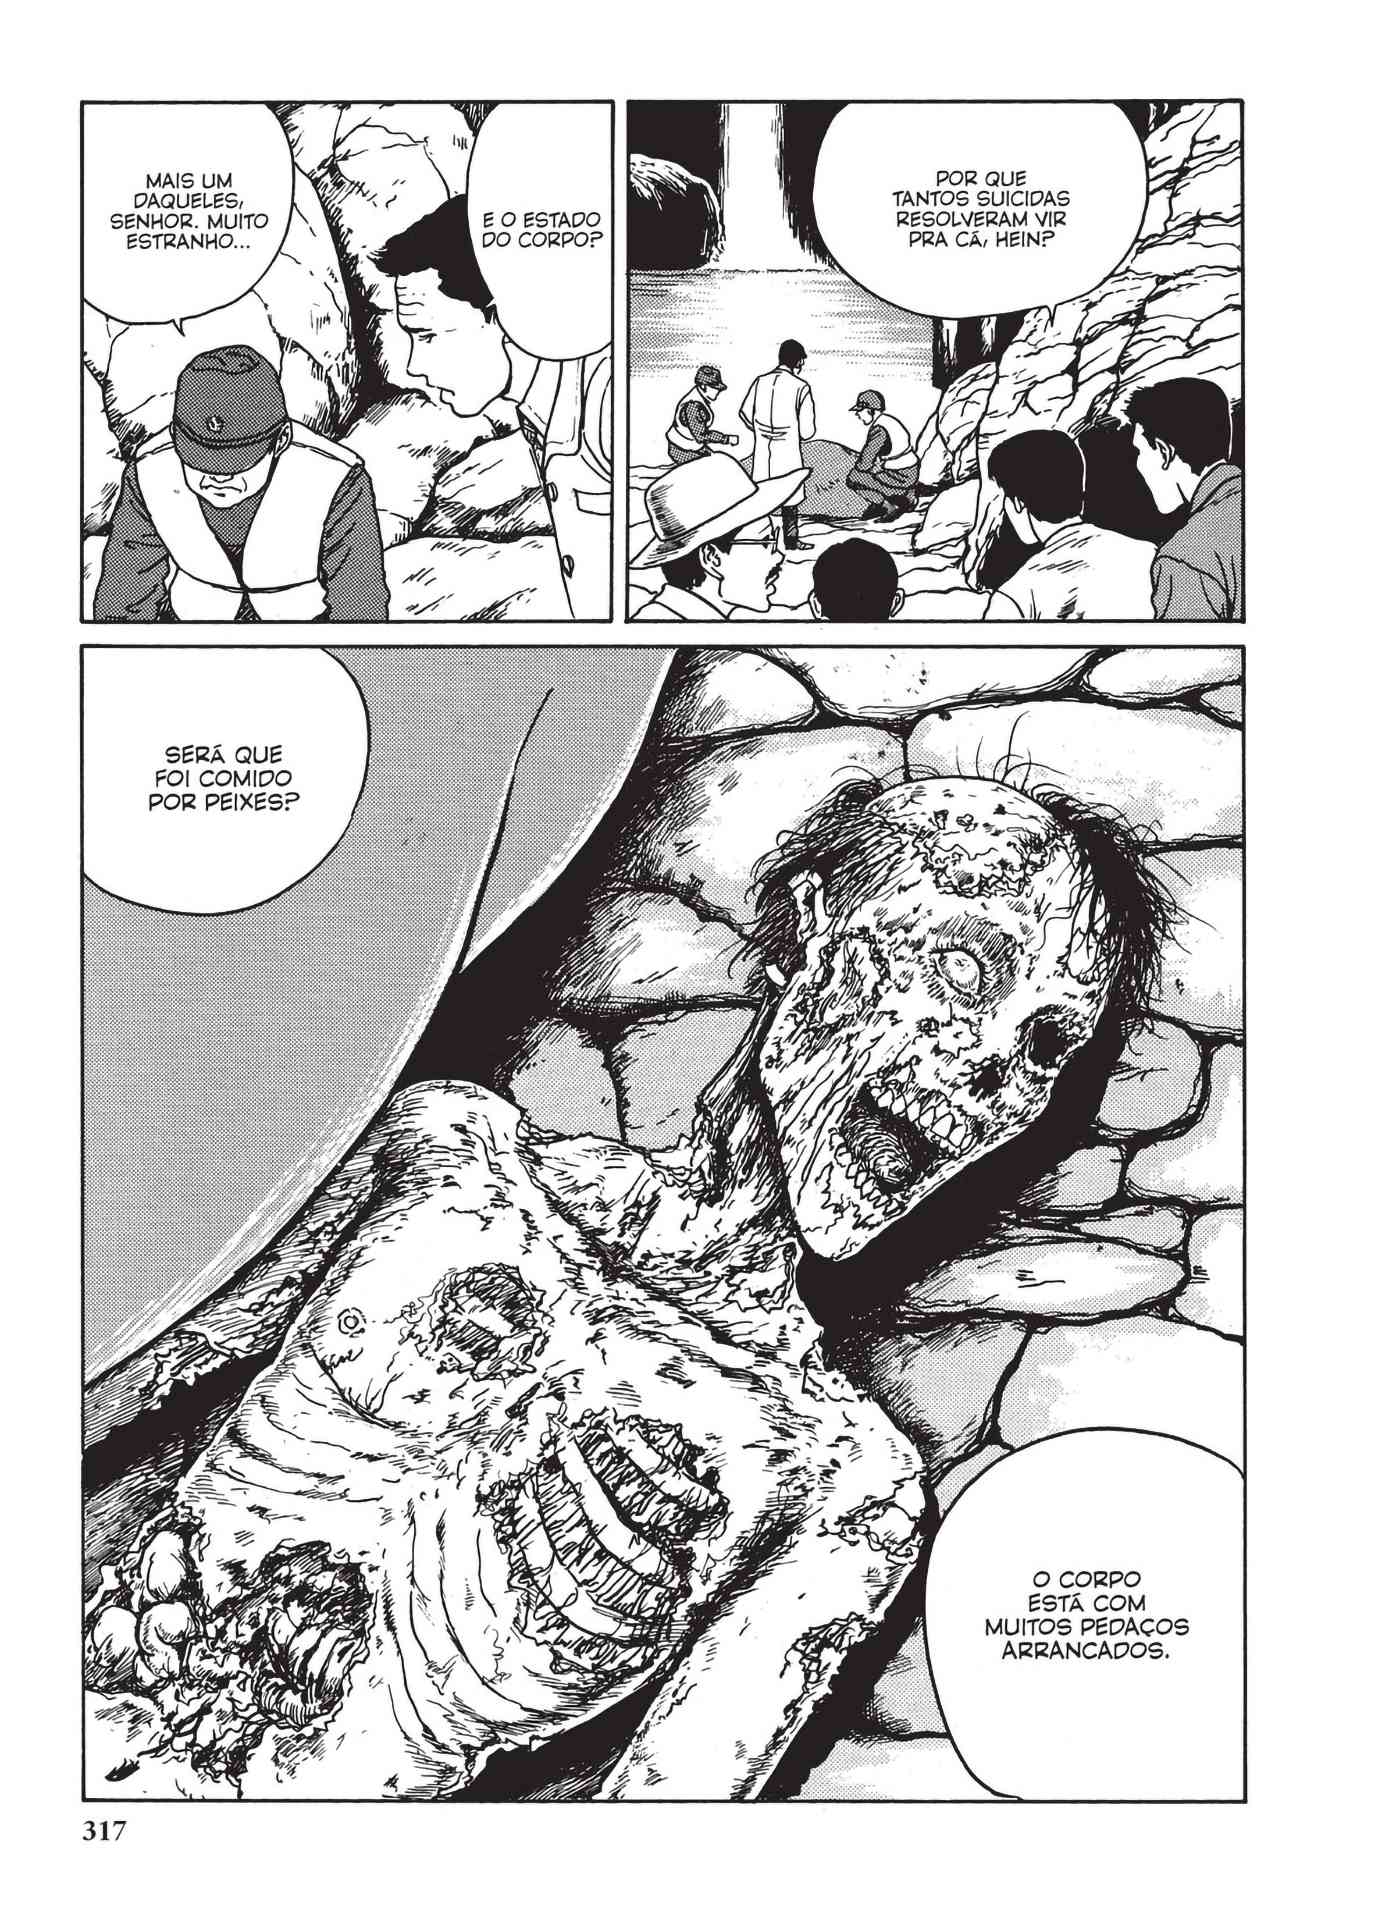 POR QUE
TANTOS SUICIDAS
RESOLVERAM VIR
PRA CÁ, HEIN?
E O ESTADO
DO CORPO?
MAIS UM
DAQUELES,
SENHOR. MUITO
ESTRANHO...
SERÁ QUE
FOI COMIDO
POR PEIXES?
O CORPO
ESTÁ COM
MUITOS PEDAÇOS
ARRANCADOS.
317